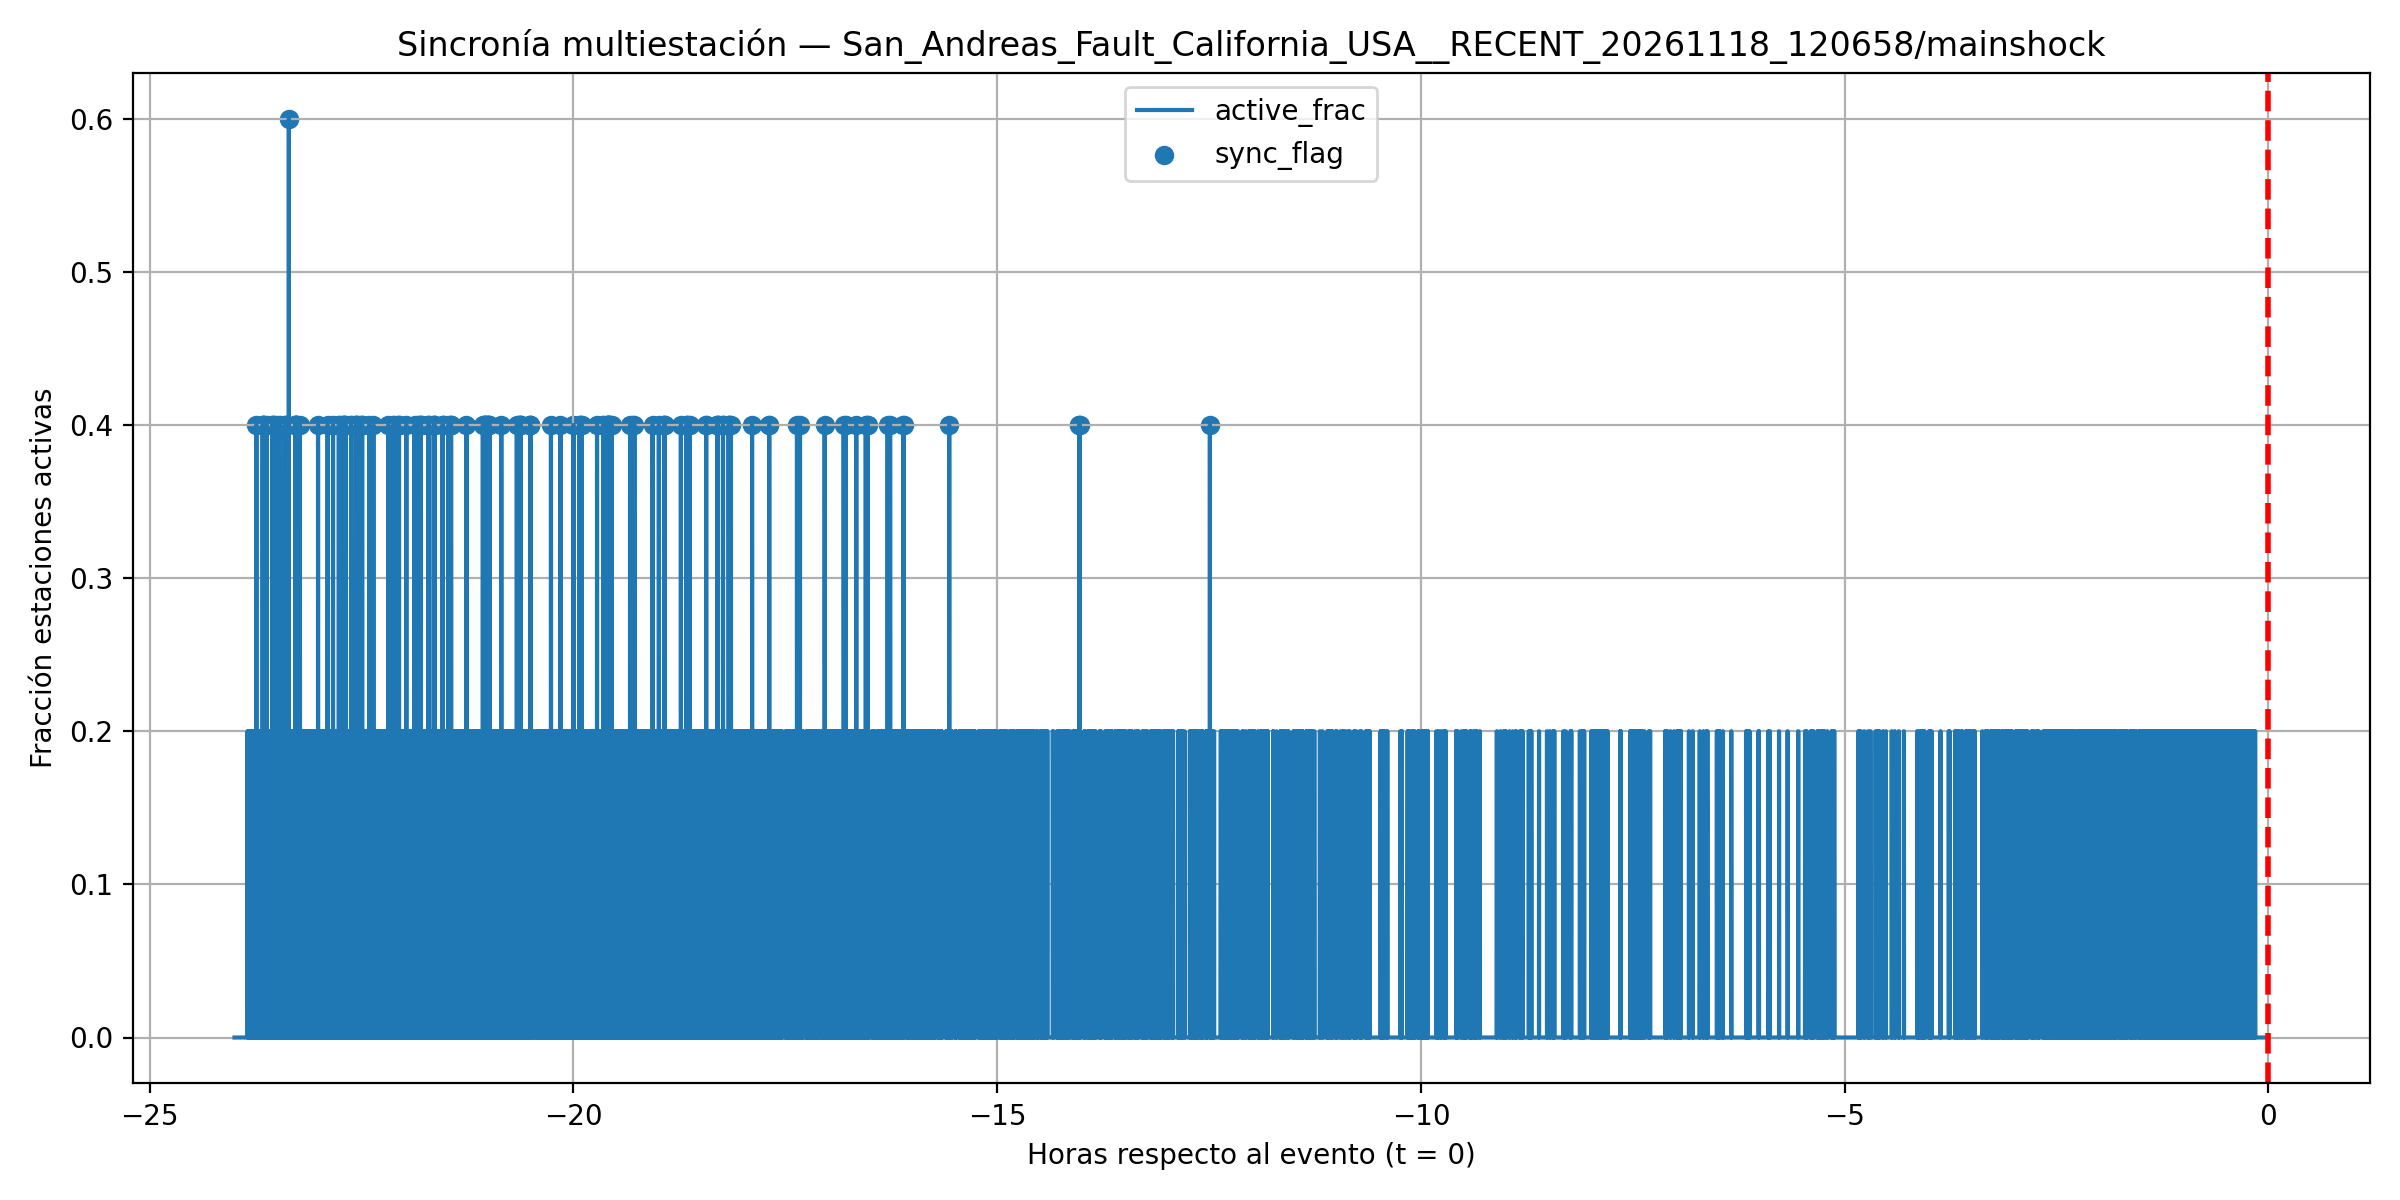 Sincronía multiestación — San_Andreas_Fault_California_USA__RECENT_20261118_120658/mainshock
active_frac
sync_flag
Fracción estaciones activas
0.6
0.5
0.4
0.3
0.2
0.1
0.0
−25 −20 −15 −10 −5 0
Horas respecto al evento (t = 0)